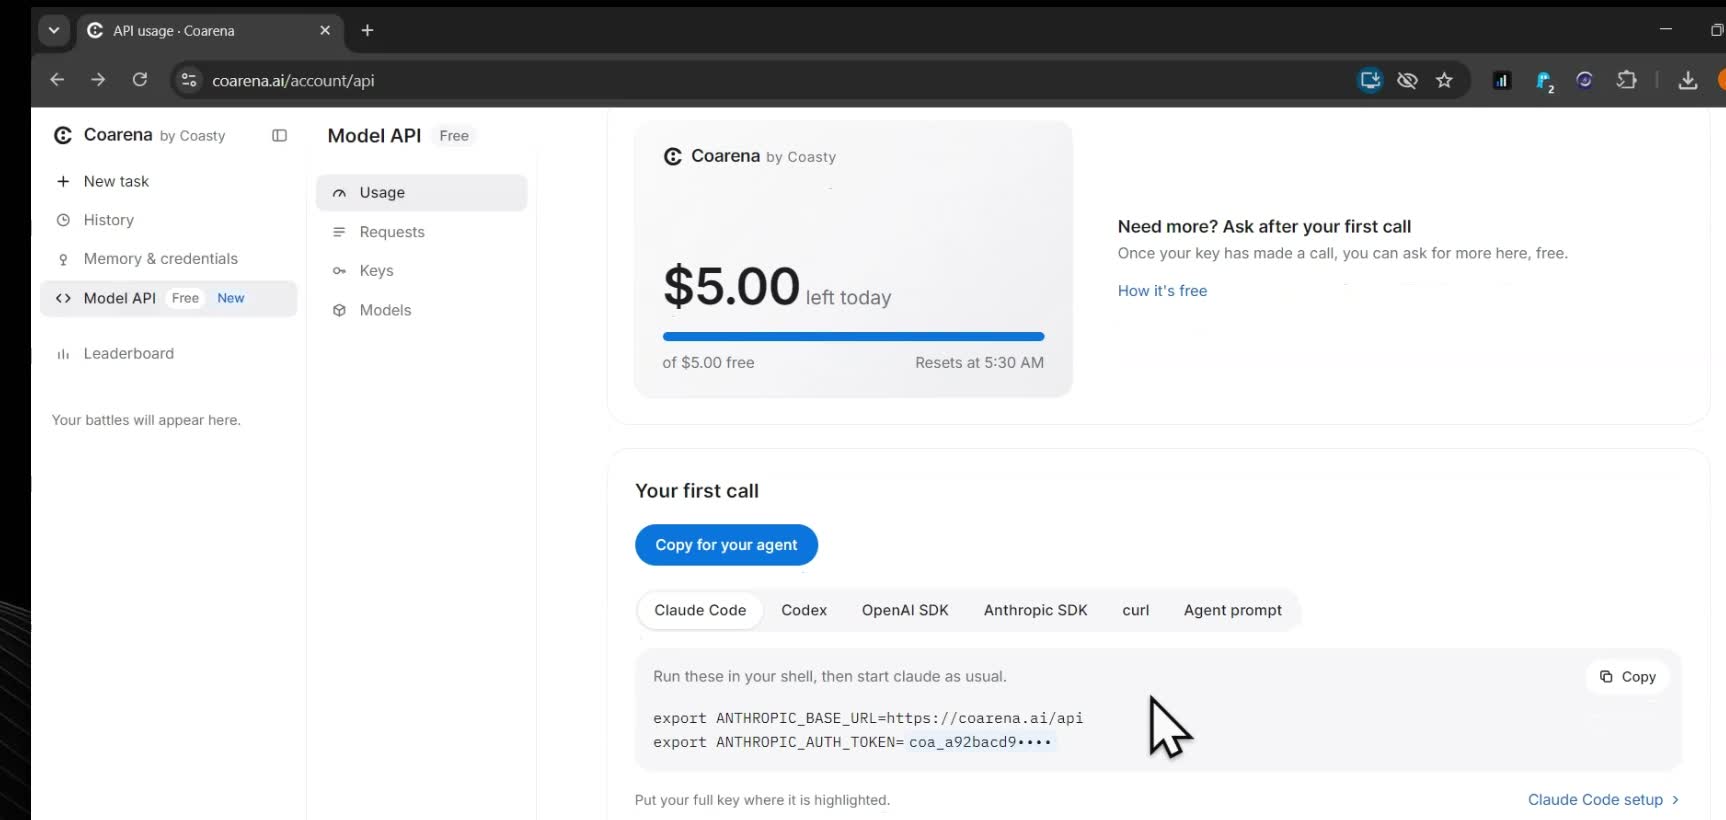 API usage · Coarena
coarena.ai/account/api
2
Coarena by Coasty
New task
History
Memory & credentials
Model API Free New
Leaderboard
Your battles will appear here.
Model API Free
Usage
Requests
Keys
Models
Coarena by Coasty
$5.00 left today
of $5.00 free
Resets at 5:30 AM
Need more? Ask after your first call
Once your key has made a call, you can ask for more here, free.
How it's free
Your first call
Copy for your agent
Claude Code Codex OpenAI SDK Anthropic SDK curl Agent prompt
Run these in your shell, then start claude as usual.
Copy
export ANTHROPIC_BASE_URL=https://coarena.ai/api
export ANTHROPIC_AUTH_TOKEN=coa_a92bacd9••••
Put your full key where it is highlighted.
Claude Code setup >